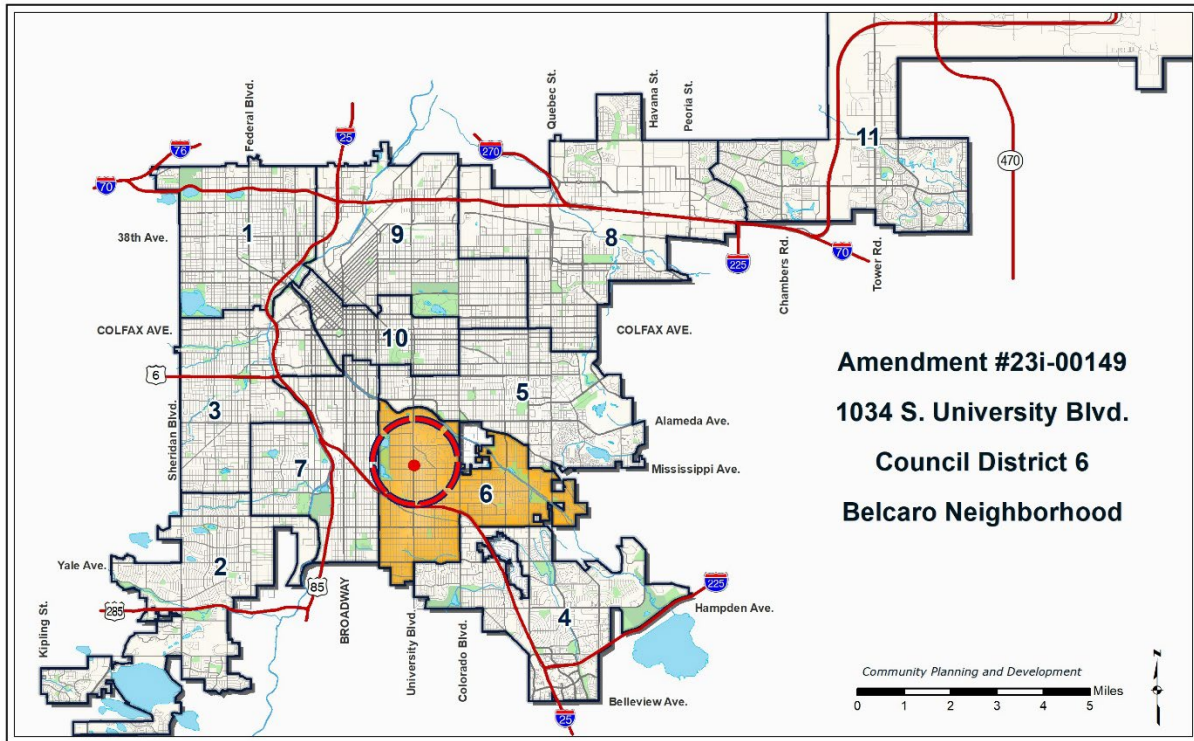 Federal Blvd.
25
Quebec St.
Havana St.
Peoria St.
76
270
70
11
470
38th Ave.
1
9
8
225
Chambers Rd.
70
Tower Rd.
COLFAX AVE.
10
COLFAX AVE.
6
3
Sheridan Blvd.
5
Alameda Ave.
7
Mississippi Ave.
6
Yale Ave.
2
85
BROADWAY
University Blvd.
Colorado Blvd.
4
225
Hampden Ave.
285
Kipling St.
Belleview Ave.
25
Amendment #23i-00149
1034 S. University Blvd.
Council District 6
Belcaro Neighborhood
Community Planning and Development
Miles
0 1 2 3 4 5
N